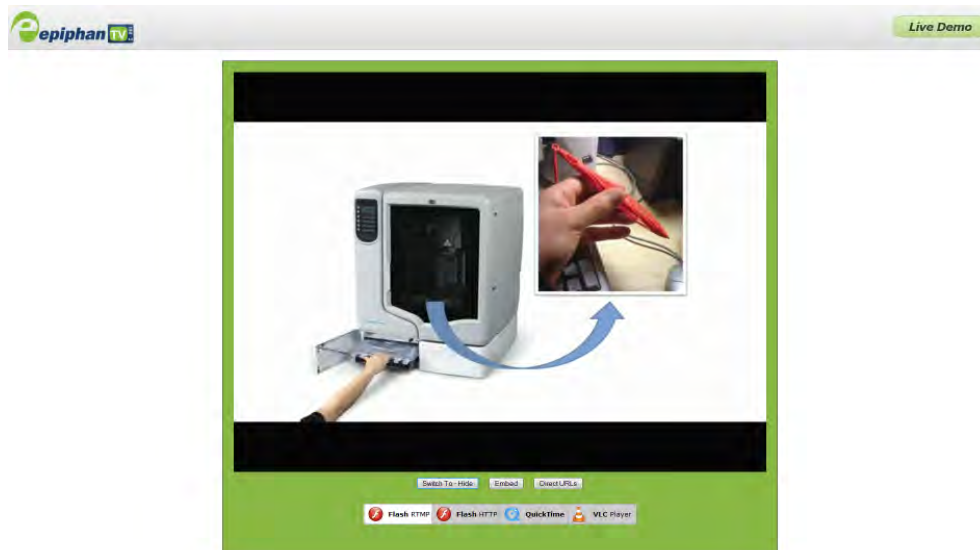 epiphan TV
Live Demo
Switch To - Hide
Embed
Direct URLs
Flash RTMP
Flash HTTP
QuickTime
VLC Player